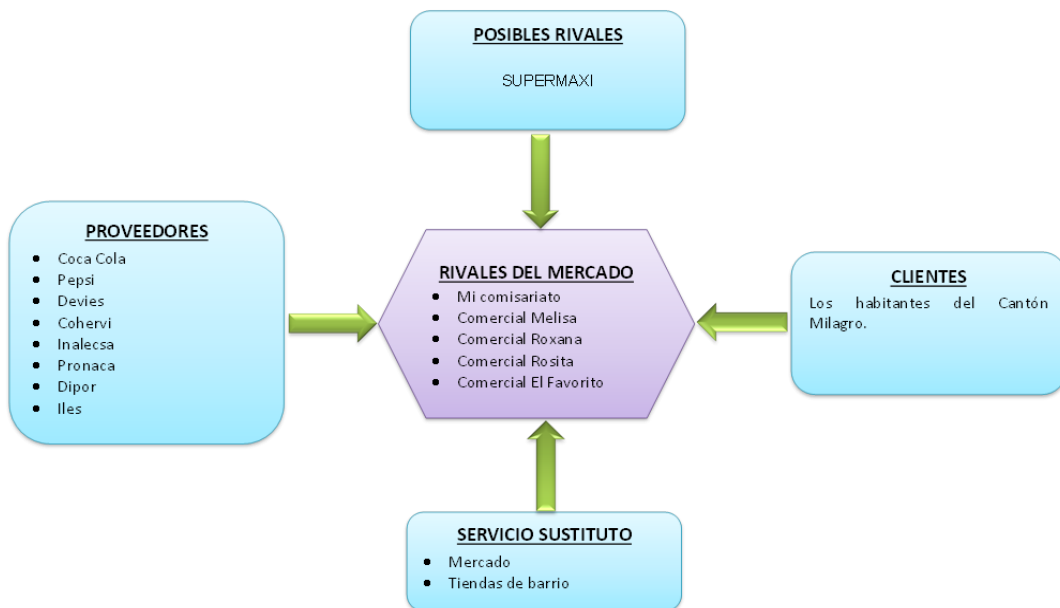 POSIBLES RIVALES
SUPERMAXI
PROVEEDORES
Coca Cola
Pepsi
Devies
Cohervi
Inalecsa
Pronaca
Dipor
Iles
RIVALES DEL MERCADO
Mi comisariato
Comercial Melisa
Comercial Roxana
Comercial Rosita
Comercial El Favorito
CLIENTES
Los habitantes del Cantón
Milagro.
SERVICIO SUSTITUTO
Mercado
Tiendas de barrio